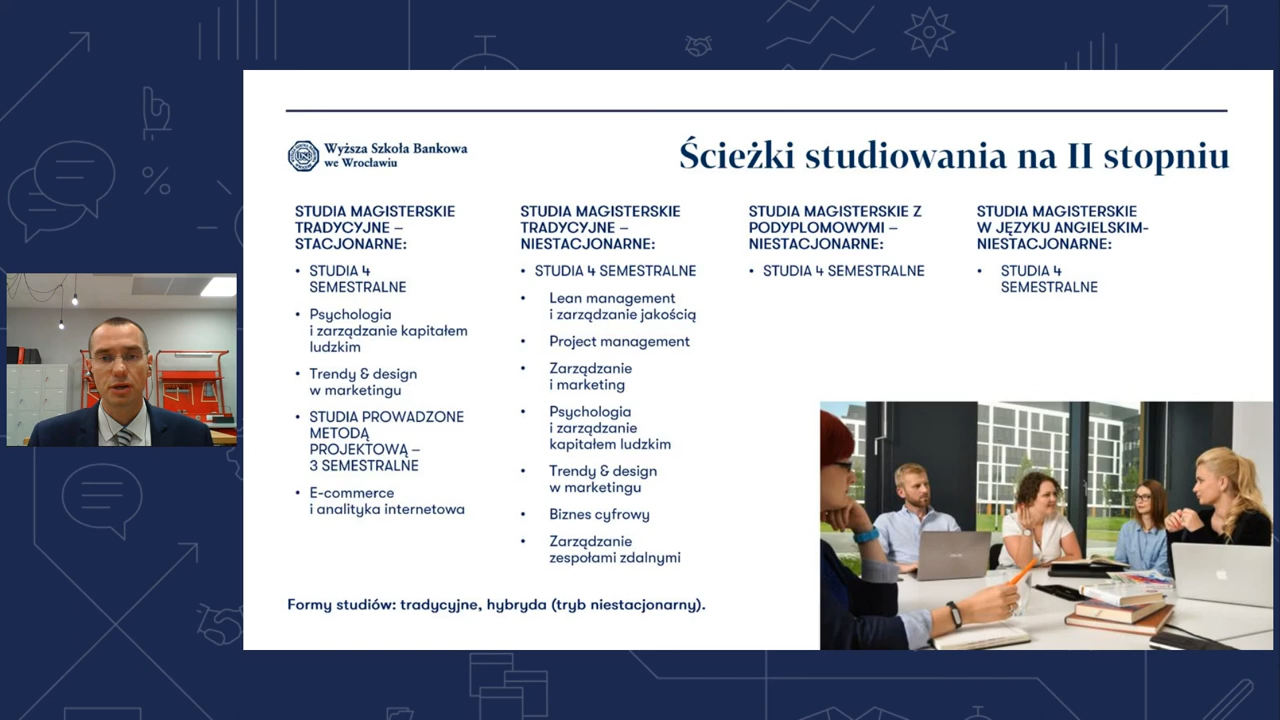 Wyższa Szkoła Bankowa
we Wrocławiu
Ścieżki studiowania na II stopniu
STUDIA MAGISTERSKIE
TRADYCYJNE –
STACJONARNE:
• STUDIA 4
SEMESTRALNE
• Psychologia
i zarządzanie kapitałem
ludzkim
• Trendy & design
w marketingu
• STUDIA PROWADZONE
METODĄ
PROJEKTOWĄ –
3 SEMESTRALNE
• E-commerce
i analityka internetowa
STUDIA MAGISTERSKIE
TRADYCYJNE –
NIESTACJONARNE:
• STUDIA 4 SEMESTRALNE
• Lean management
i zarządzanie jakością
• Project management
• Zarządzanie
i marketing
• Psychologia
i zarządzanie
kapitałem ludzkim
• Trendy & design
w marketingu
• Biznes cyfrowy
• Zarządzanie
zespołami zdalnymi
STUDIA MAGISTERSKIE Z
PODYPLOMOWYMI –
NIESTACJONARNE:
• STUDIA 4 SEMESTRALNE
STUDIA MAGISTERSKIE
W JĘZYKU ANGIELSKIM-
NIESTACJONARNE:
• STUDIA 4
SEMESTRALNE
Formy studiów: tradycyjne, hybryda (tryb niestacjonarny).